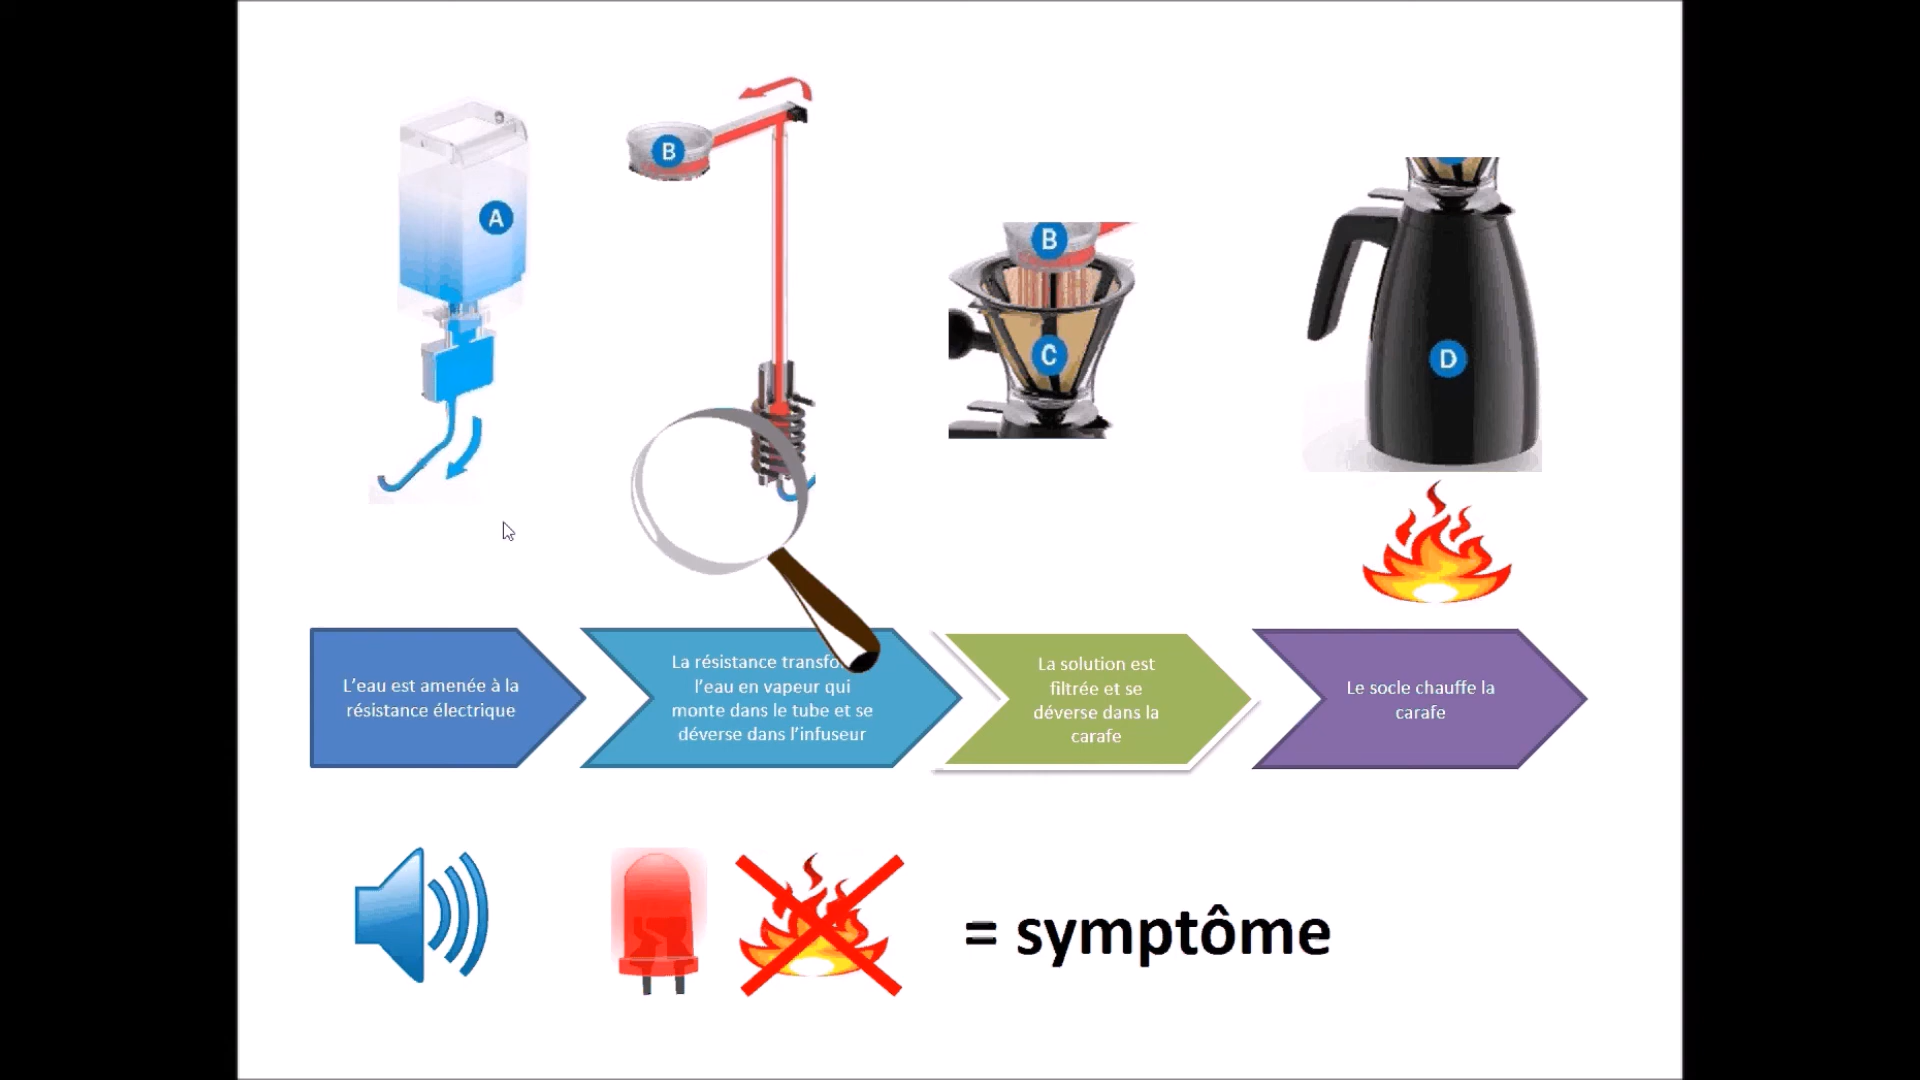 A
B
B
C
D
L'eau est amenée à la
résistance électrique
La résistance transfo
l'eau en vapeur qui
monte dans le tube et se
déverse dans l'infuseur
La solution est
filtrée et se
déverse dans la
carafe
Le socle chauffe la
carafe
= symptôme